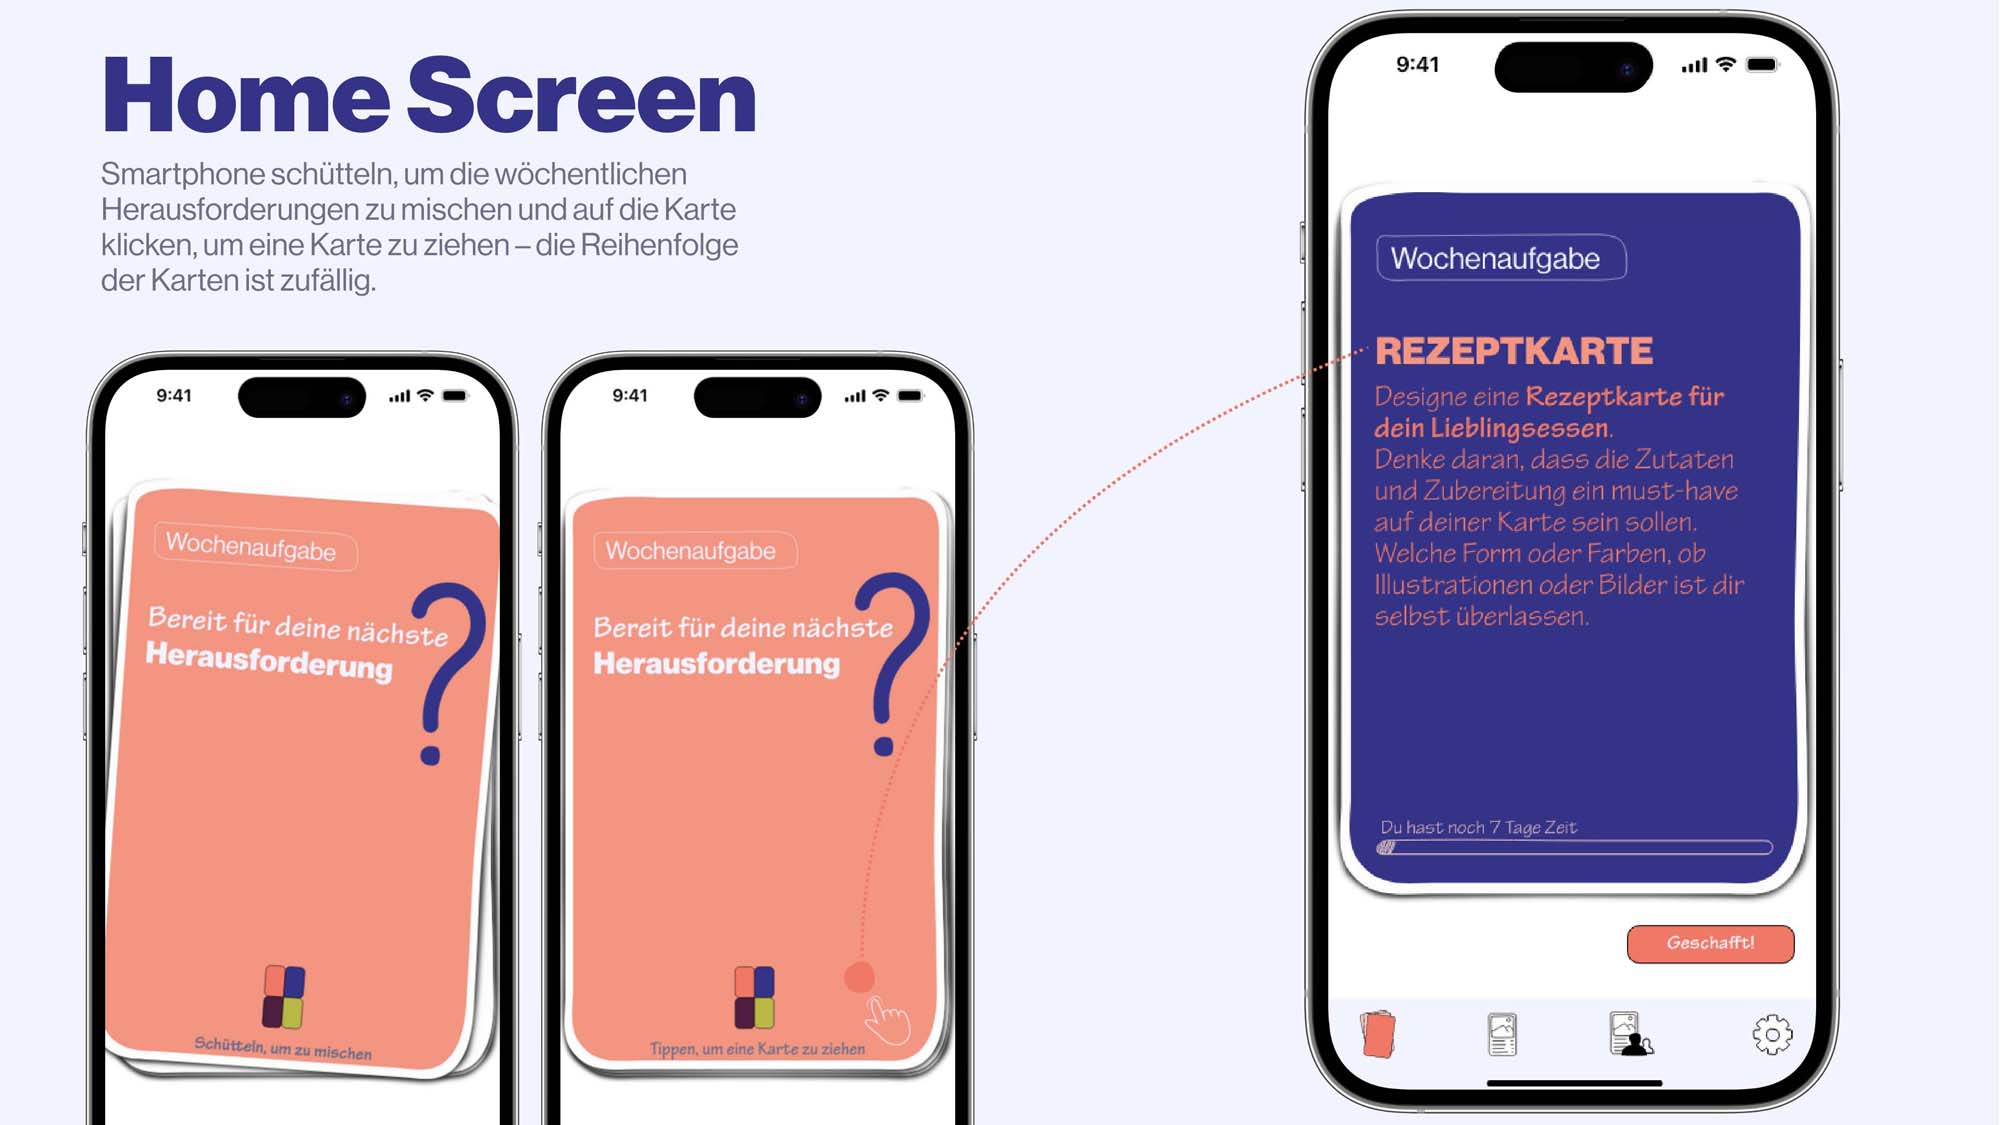 Home Screen
Smartphone schütteln, um die wöchentlichen
Herausforderungen zu mischen und auf die Karte
klicken, um eine Karte zu ziehen – die Reihenfolge
der Karten ist zufällig.
9:41
Wochenaufgabe
Bereit für deine nächste
Herausforderung
?
Schütteln, um zu mischen
9:41
Wochenaufgabe
Bereit für deine nächste
Herausforderung
?
Tippen, um eine Karte zu ziehen
9:41
Wochenaufgabe
REZEPTKARTE
Designe eine Rezeptkarte für
dein Lieblingsessen.
Denke daran, dass die Zutaten
und Zubereitung ein must-have
auf deiner Karte sein sollen.
Welche Form oder Farben, ob
Illustrationen oder Bilder ist dir
selbst überlassen.
Du hast noch 7 Tage Zeit
Geschafft!